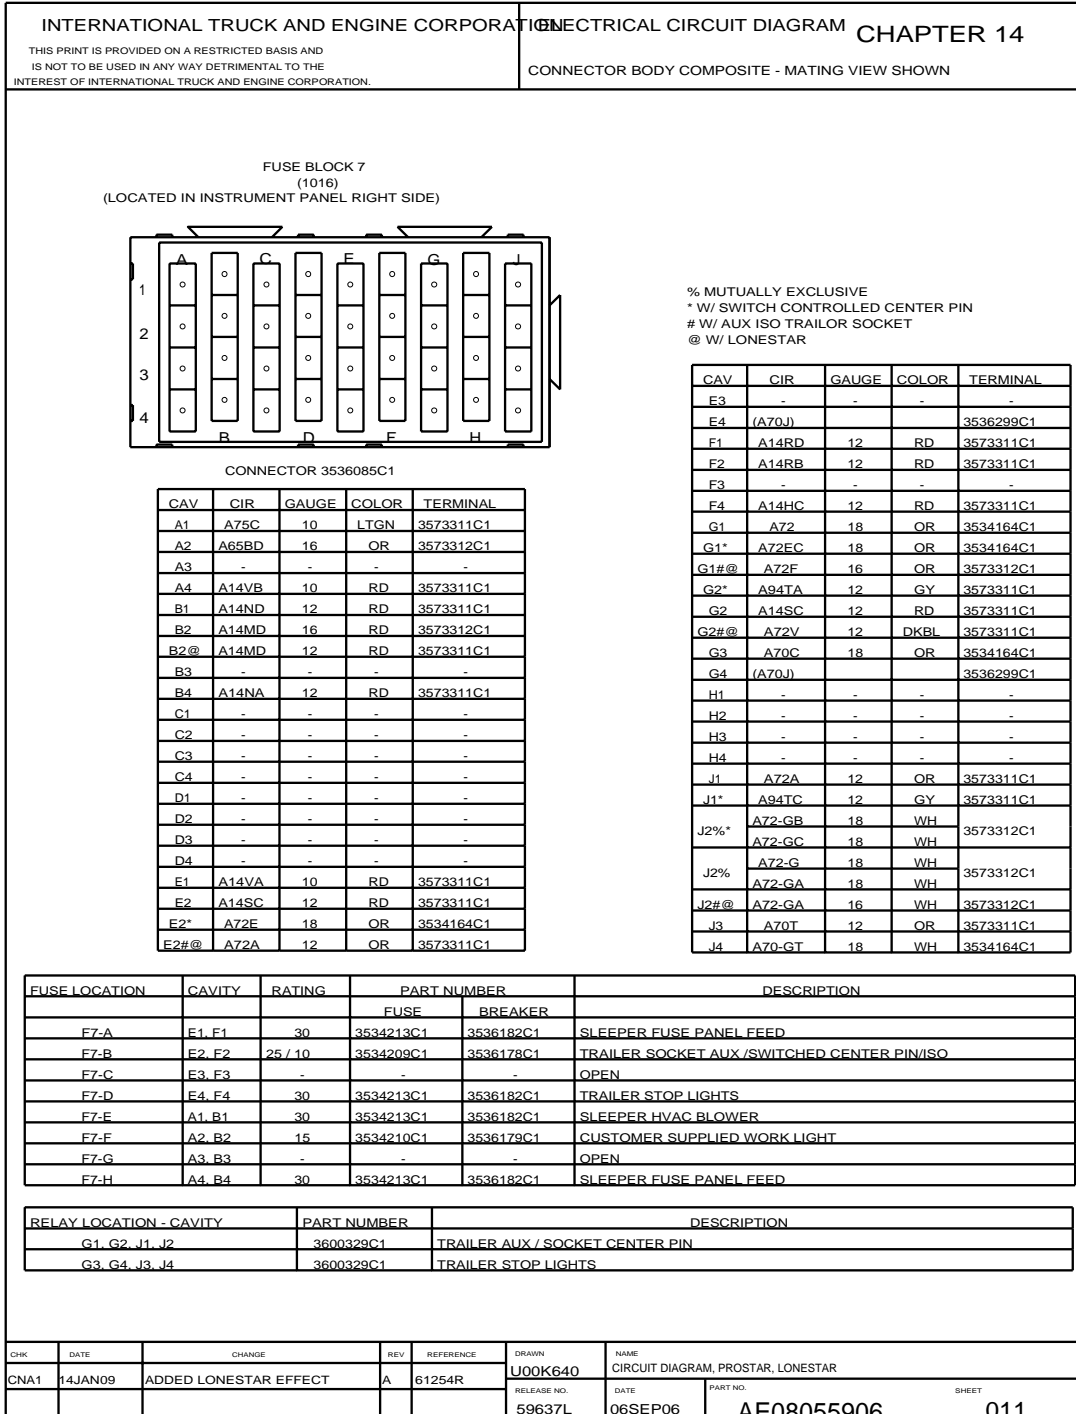 INTERNATIONAL TRUCK AND ENGINE CORPORATION
THIS PRINT IS PROVIDED ON A RESTRICTED BASIS AND
IS NOT TO BE USED IN ANY WAY DETRIMENTAL TO THE
INTEREST OF INTERNATIONAL TRUCK AND ENGINE CORPORATION.
ELECTRICAL CIRCUIT DIAGRAM CHAPTER 14
CONNECTOR BODY COMPOSITE - MATING VIEW SHOWN
FUSE BLOCK 7
(1016)
(LOCATED IN INSTRUMENT PANEL RIGHT SIDE)
A C E G J
1
2
3
4
B D F H
CONNECTOR 3536085C1
CAV CIR GAUGE COLOR TERMINAL
A1 A75C 10 LTGN 3573311C1
A2 A65BD 16 OR 3573312C1
A3 - - - -
A4 A14VB 10 RD 3573311C1
B1 A14ND 12 RD 3573311C1
B2 A14MD 16 RD 3573312C1
B2@ A14MD 12 RD 3573311C1
B3 - - - -
B4 A14NA 12 RD 3573311C1
C1 - - - -
C2 - - - -
C3 - - - -
C4 - - - -
D1 - - - -
D2 - - - -
D3 - - - -
D4 - - - -
E1 A14VA 10 RD 3573311C1
E2 A14SC 12 RD 3573311C1
E2* A72E 18 OR 3534164C1
E2#@ A72A 12 OR 3573311C1
% MUTUALLY EXCLUSIVE
* W/ SWITCH CONTROLLED CENTER PIN
# W/ AUX ISO TRAILOR SOCKET
@ W/ LONESTAR
CAV CIR GAUGE COLOR TERMINAL
E3 - - - -
E4 (A70J) 3536299C1
F1 A14RD 12 RD 3573311C1
F2 A14RB 12 RD 3573311C1
F3 - - - -
F4 A14HC 12 RD 3573311C1
G1 A72 18 OR 3534164C1
G1* A72EC 18 OR 3534164C1
G1#@ A72F 16 OR 3573312C1
G2* A94TA 12 GY 3573311C1
G2 A14SC 12 RD 3573311C1
G2#@ A72V 12 DKBL 3573311C1
G3 A70C 18 OR 3534164C1
G4 (A70J) 3536299C1
H1 - - - -
H2 - - - -
H3 - - - -
H4 - - - -
J1 A72A 12 OR 3573311C1
J1* A94TC 12 GY 3573311C1
J2%* A72-GB 18 WH 3573312C1
A72-GC 18 WH
J2% A72-G 18 WH 3573312C1
A72-GA 18 WH
J2#@ A72-GA 16 WH 3573312C1
J3 A70T 12 OR 3573311C1
J4 A70-GT 18 WH 3534164C1
FUSE LOCATION CAVITY RATING PART NUMBER DESCRIPTION
FUSE BREAKER
F7-A E1, F1 30 3534213C1 3536182C1 SLEEPER FUSE PANEL FEED
F7-B E2, F2 25 / 10 3534209C1 3536178C1 TRAILER SOCKET AUX /SWITCHED CENTER PIN/ISO
F7-C E3, F3 - - - OPEN
F7-D E4, F4 30 3534213C1 3536182C1 TRAILER STOP LIGHTS
F7-E A1, B1 30 3534213C1 3536182C1 SLEEPER HVAC BLOWER
F7-F A2, B2 15 3534210C1 3536179C1 CUSTOMER SUPPLIED WORK LIGHT
F7-G A3, B3 - - - OPEN
F7-H A4, B4 30 3534213C1 3536182C1 SLEEPER FUSE PANEL FEED
RELAY LOCATION - CAVITY PART NUMBER DESCRIPTION
G1, G2, J1, J2 3600329C1 TRAILER AUX / SOCKET CENTER PIN
G3, G4, J3, J4 3600329C1 TRAILER STOP LIGHTS
CHK DATE CHANGE REV REFERENCE DRAWN NAME
CNA1 14JAN09 ADDED LONESTAR EFFECT A 61254R U00K640 CIRCUIT DIAGRAM, PROSTAR, LONESTAR
RELEASE NO. DATE PART NO. SHEET
59637L 06SEP06 AE08055906 011